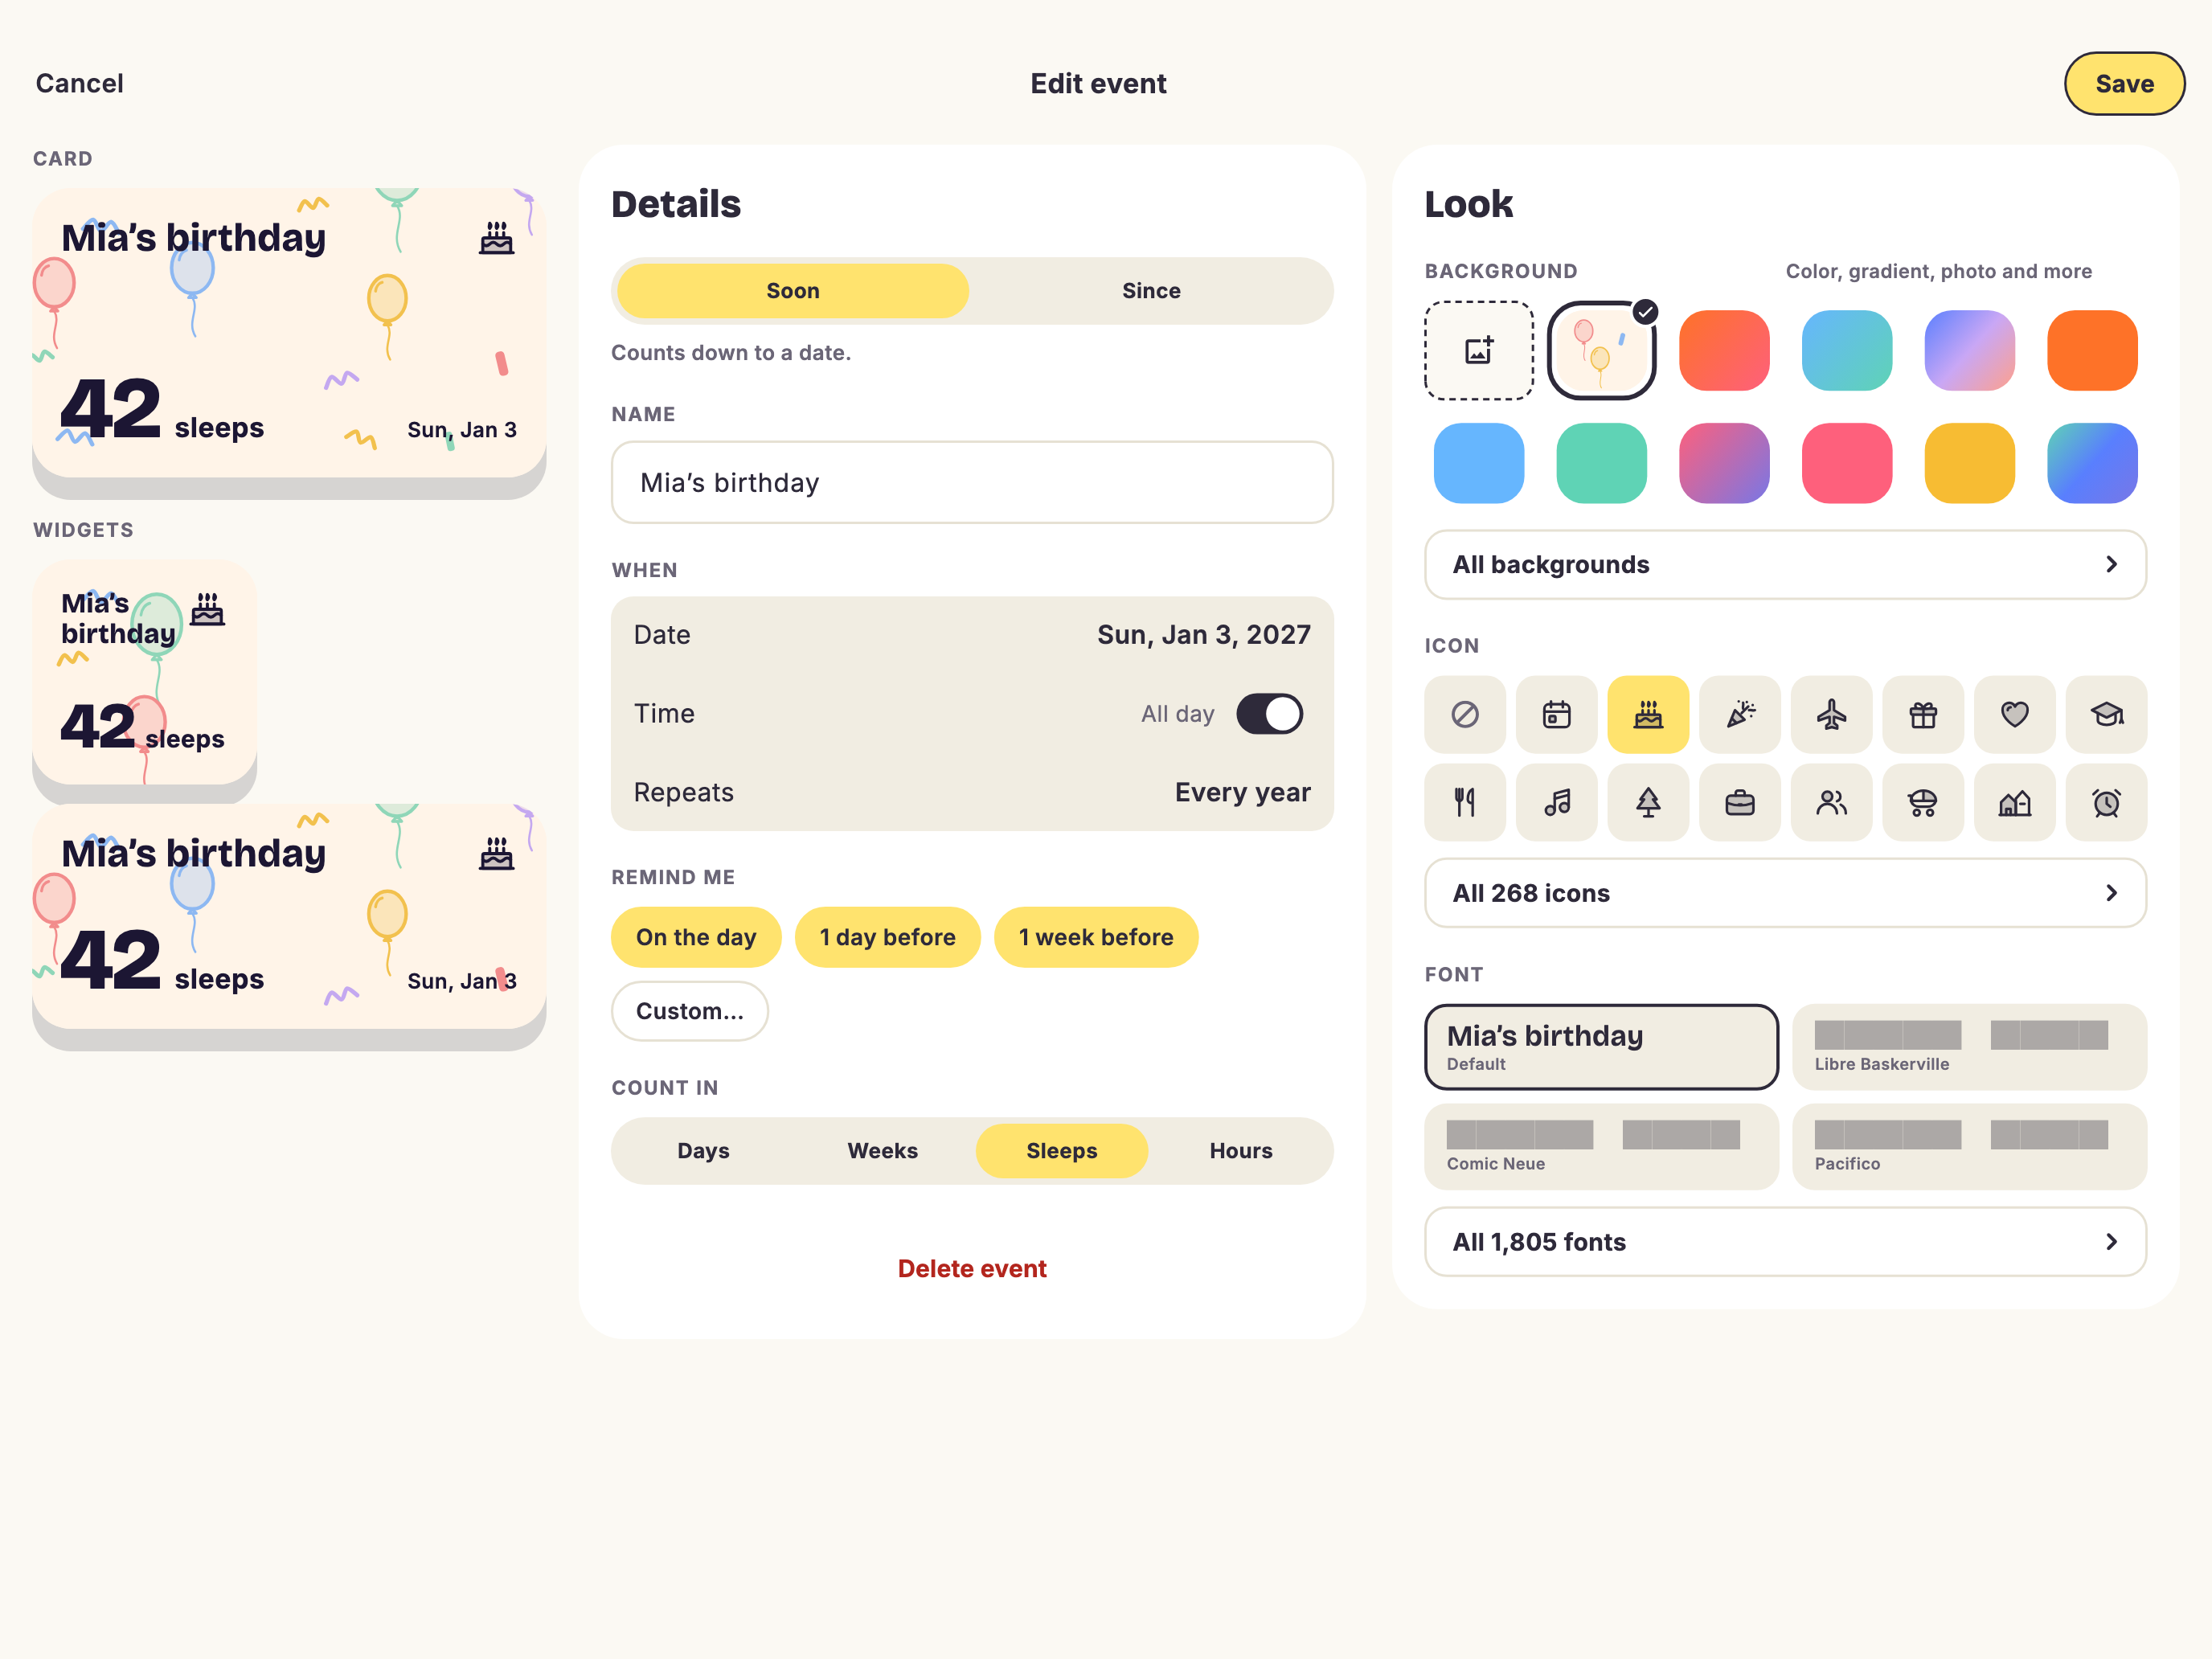 Cancel
Edit event
Save
CARD
Mia's birthday
42 sleeps
Sun, Jan 3
WIDGETS
Mia's
birthday
42 sleeps
Mia's birthday
42 sleeps
Sun, Jan 3
Details
Soon
Since
Counts down to a date.
NAME
Mia's birthday
WHEN
Date
Sun, Jan 3, 2027
Time
All day
Repeats
Every year
REMIND ME
On the day
1 day before
1 week before
Custom...
COUNT IN
Days
Weeks
Sleeps
Hours
Delete event
Look
BACKGROUND
Color, gradient, photo and more
All backgrounds
ICON
All 268 icons
FONT
Mia's birthday
Default
Libre Baskerville
Comic Neue
Pacifico
All 1,805 fonts